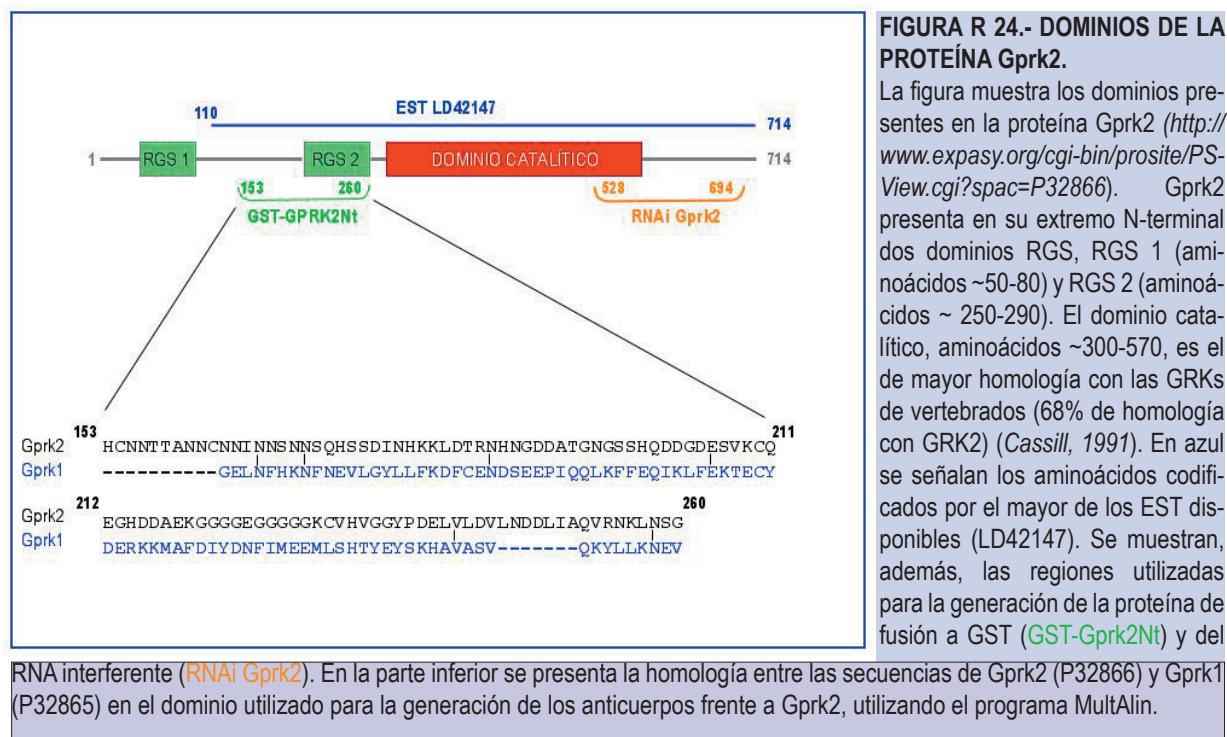 110
EST LD42147
714
1
RGS 1
RGS 2
DOMINIO CATALÍTICO
714
153
260
528
694
GST-GPRK2Nt
RNAi Gprk2
153
211
Gprk2 HCNNTTANNCNNINNSNNSQHSSDINHKKLDTRNHNGDDATGNGSSHQDDGDESVKCQ
Gprk1 ----------GELNFHKNFNEVLGYLLFKDFCENDSEEPIQQLKFFEQIKLFEKTECY
212
260
Gprk2 EGHDDAEKGGGGEGGGGGKCVHVGGYPDELVLDVLNDDLIAQVRNKLNSG
Gprk1 DERKKMAFDIYDNFIMEEMLSHTYEYSKHAVASV-------QKYLLKNEV
FIGURA R 24.- DOMINIOS DE LA
PROTEÍNA Gprk2.
La figura muestra los dominios pre-
sentes en la proteína Gprk2 (http://
www.expasy.org/cgi-bin/prosite/PS-
View.cgi?spac=P32866). Gprk2
presenta en su extremo N-terminal
dos dominios RGS, RGS 1 (ami-
noácidos ~50-80) y RGS 2 (aminoá-
cidos ~ 250-290). El dominio cata-
lítico, aminoácidos ~300-570, es el
de mayor homología con las GRKs
de vertebrados (68% de homología
con GRK2) (Cassill, 1991). En azul
se señalan los aminoácidos codifi-
cados por el mayor de los EST dis-
ponibles (LD42147). Se muestran,
además, las regiones utilizadas
para la generación de la proteína de
fusión a GST (GST-Gprk2Nt) y del
RNA interferente (RNAi Gprk2). En la parte inferior se presenta la homología entre las secuencias de Gprk2 (P32866) y Gprk1
(P32865) en el dominio utilizado para la generación de los anticuerpos frente a Gprk2, utilizando el programa MultAlin.